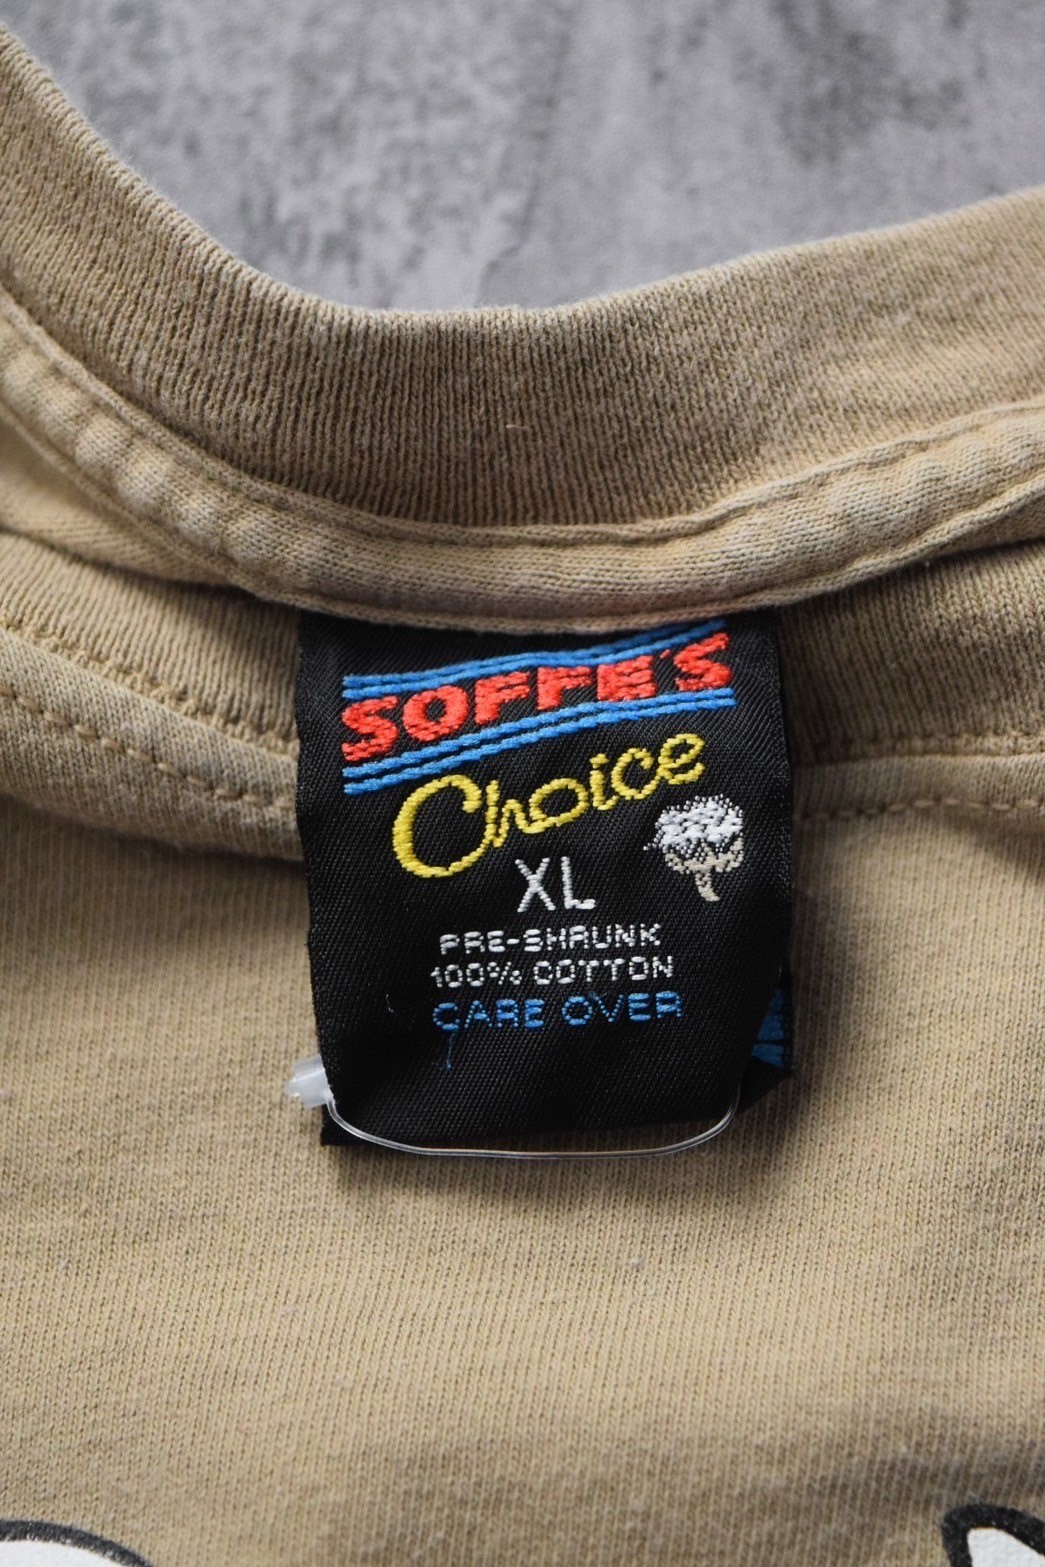 SOFFE'S
Choice
XL
PRE-SHRUNK
100% COTTON
CARE OVER